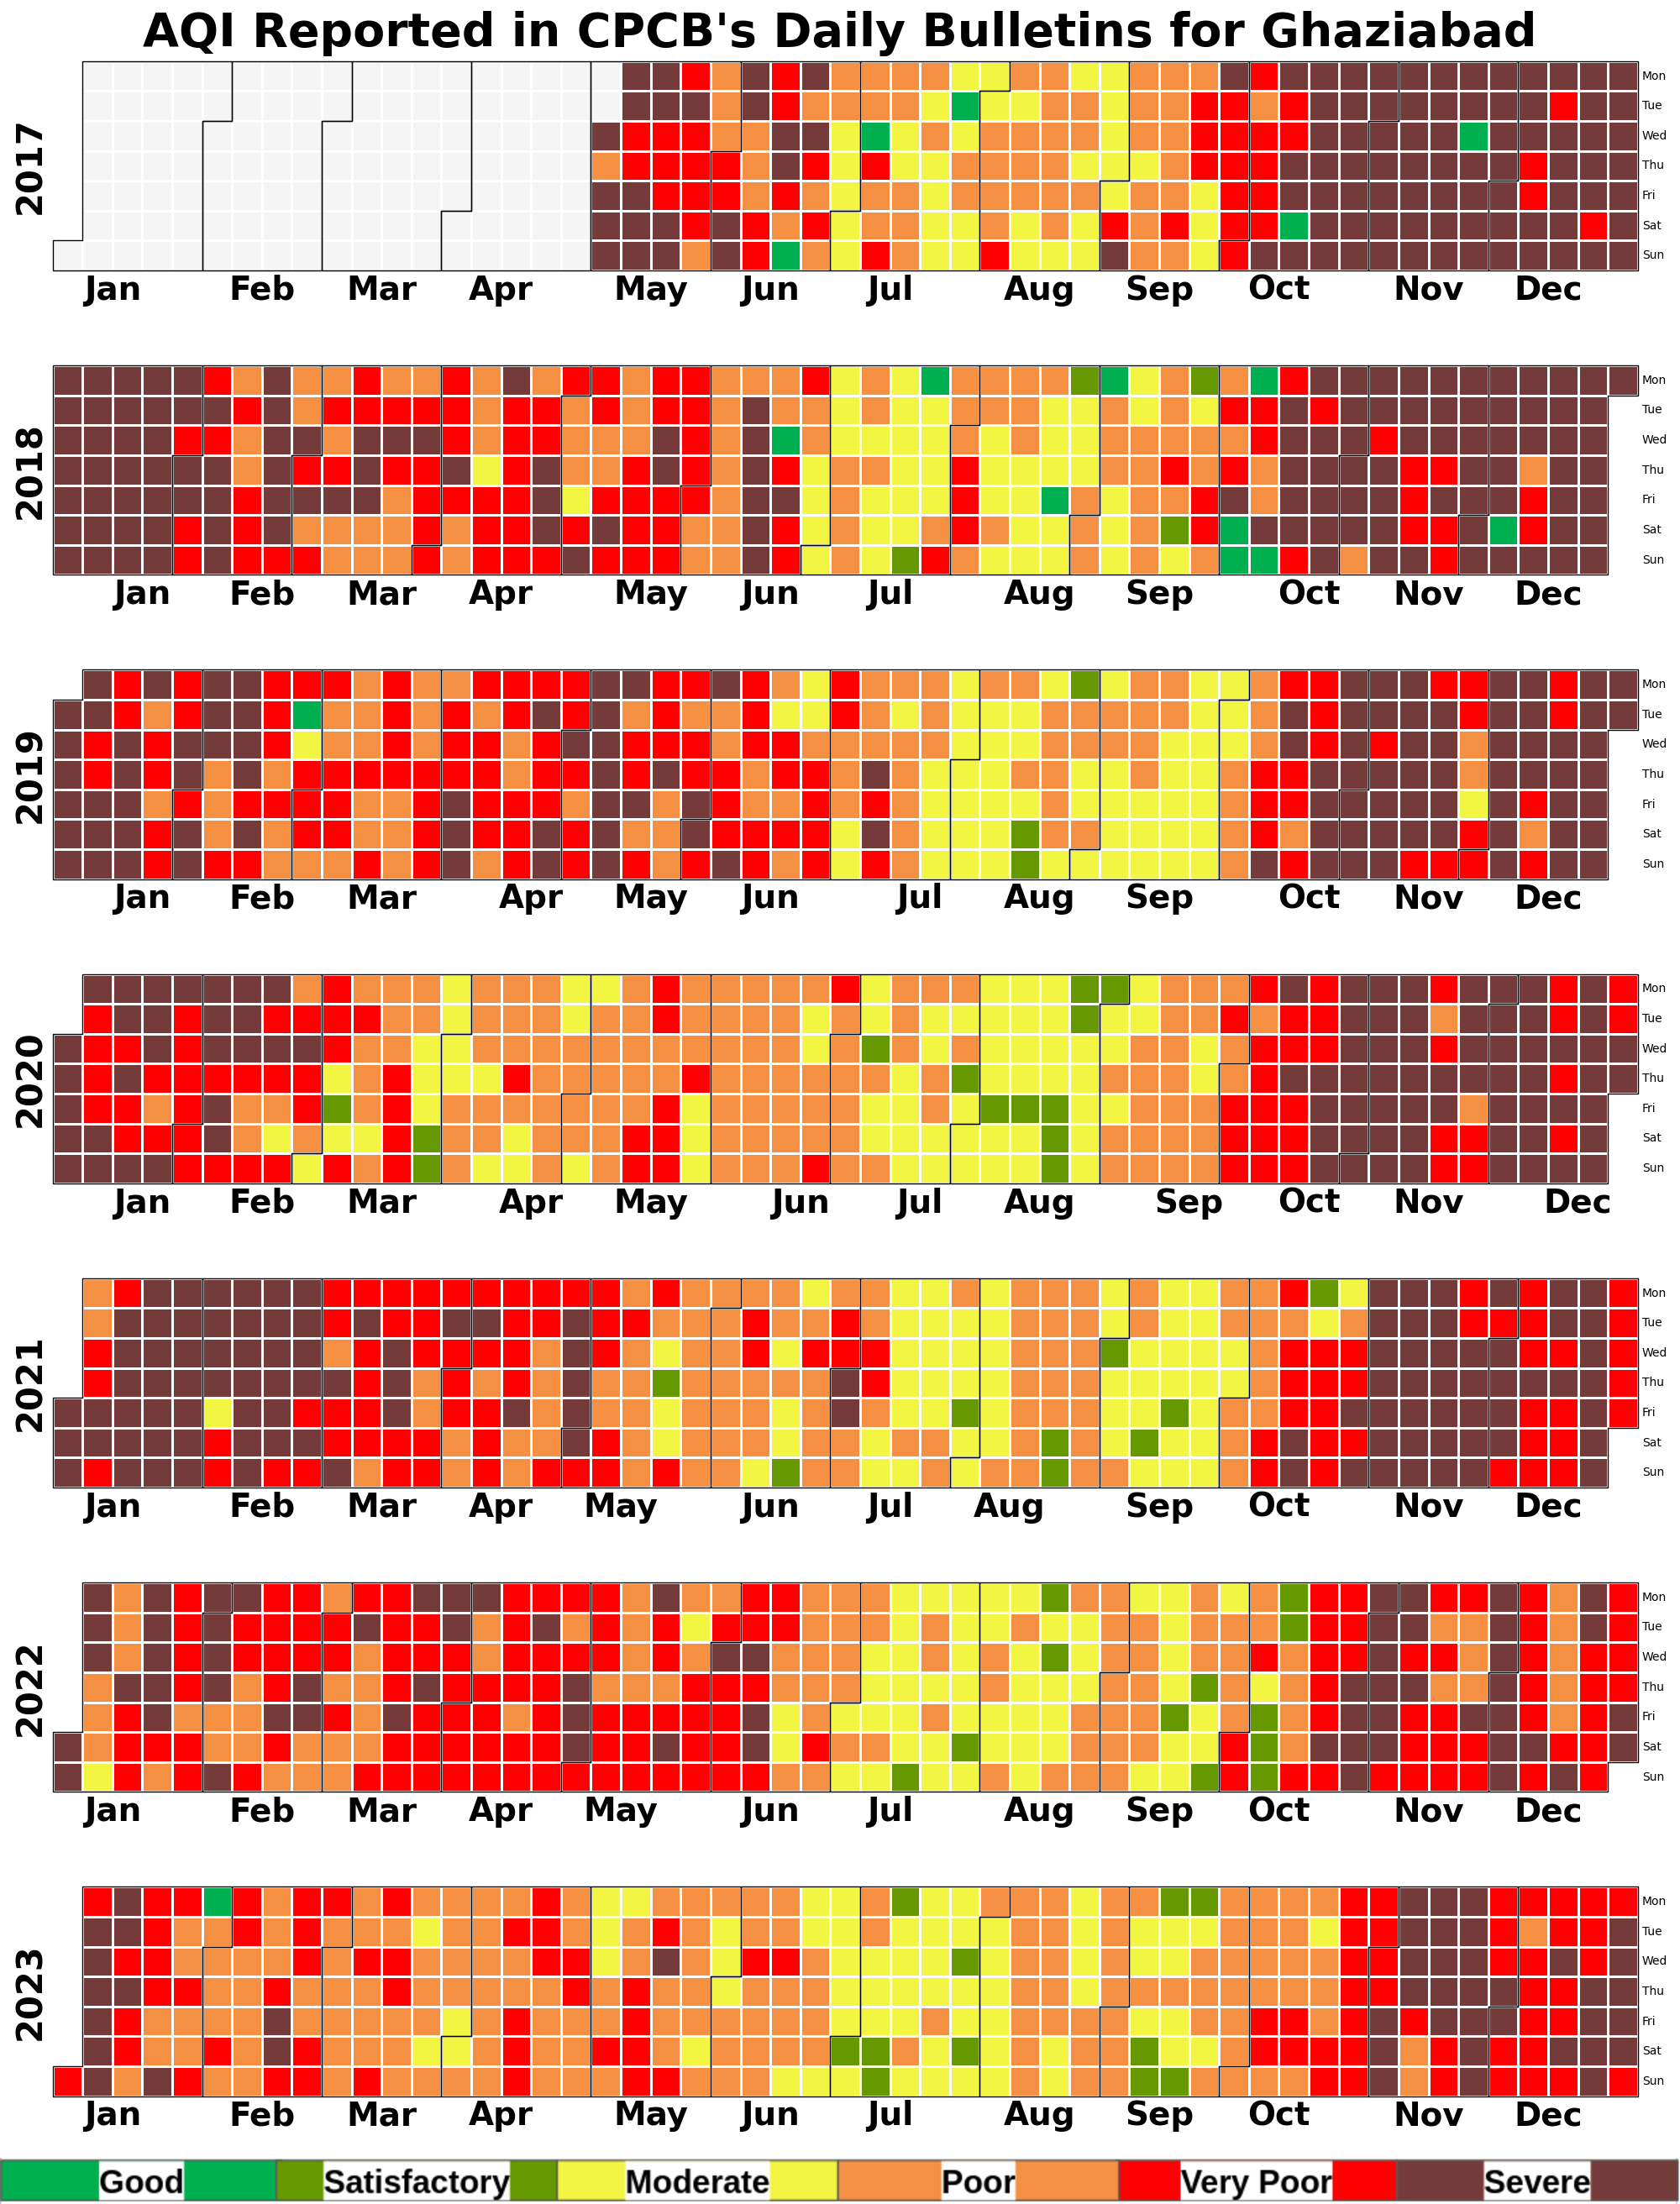 AQI Reported in CPCB's Daily Bulletins for Ghaziabad
2017
Mon
Tue
Wed
Thu
Fri
Sat
Sun
Jan Feb Mar Apr May Jun Jul Aug Sep Oct Nov Dec
2018
Mon
Tue
Wed
Thu
Fri
Sat
Sun
Jan Feb Mar Apr May Jun Jul Aug Sep Oct Nov Dec
2019
Mon
Tue
Wed
Thu
Fri
Sat
Sun
Jan Feb Mar Apr May Jun Jul Aug Sep Oct Nov Dec
2020
Mon
Tue
Wed
Thu
Fri
Sat
Sun
Jan Feb Mar Apr May Jun Jul Aug Sep Oct Nov Dec
2021
Mon
Tue
Wed
Thu
Fri
Sat
Sun
Jan Feb Mar Apr May Jun Jul Aug Sep Oct Nov Dec
2022
Mon
Tue
Wed
Thu
Fri
Sat
Sun
Jan Feb Mar Apr May Jun Jul Aug Sep Oct Nov Dec
2023
Mon
Tue
Wed
Thu
Fri
Sat
Sun
Jan Feb Mar Apr May Jun Jul Aug Sep Oct Nov Dec
Good Satisfactory Moderate Poor Very Poor Severe